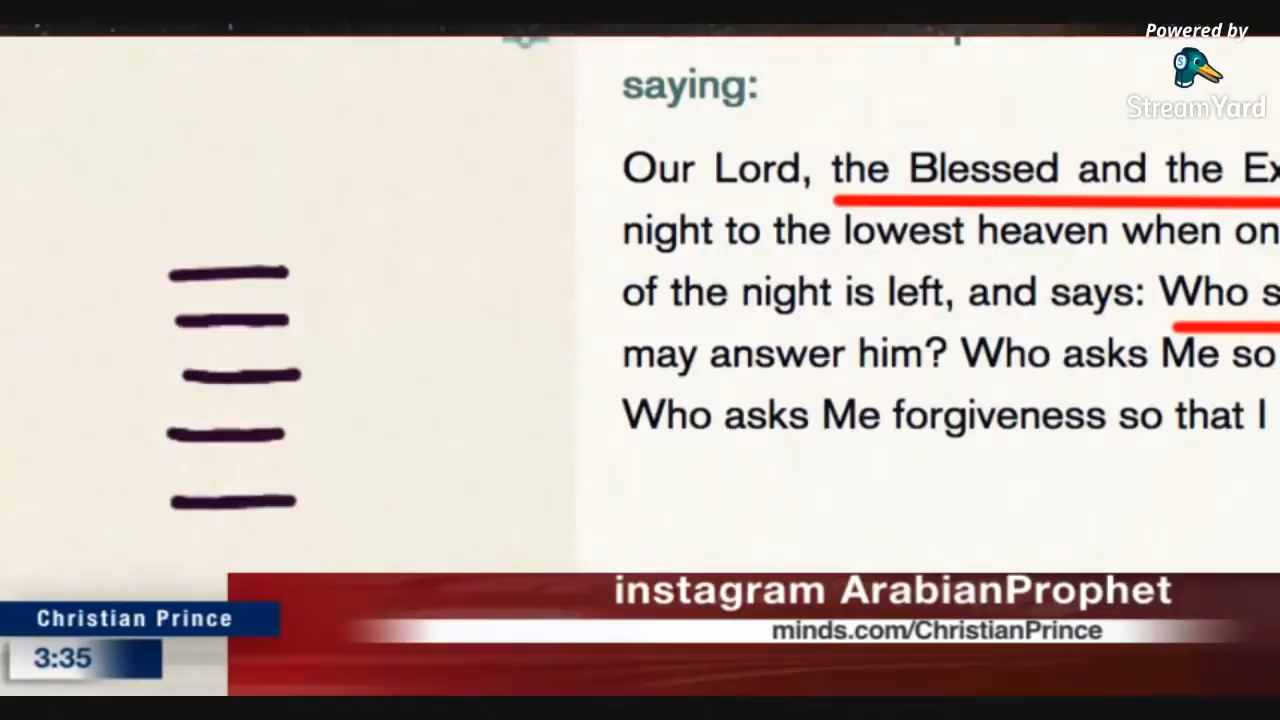 Powered by
StreamYard
saying:
Our Lord, the Blessed and the
night to the lowest heaven when on
of the night is left, and says: Who
may answer him? Who asks Me so
Who asks Me forgiveness so that I
instagram ArabianProphet
minds.com/ChristianPrince
Christian Prince
3:35